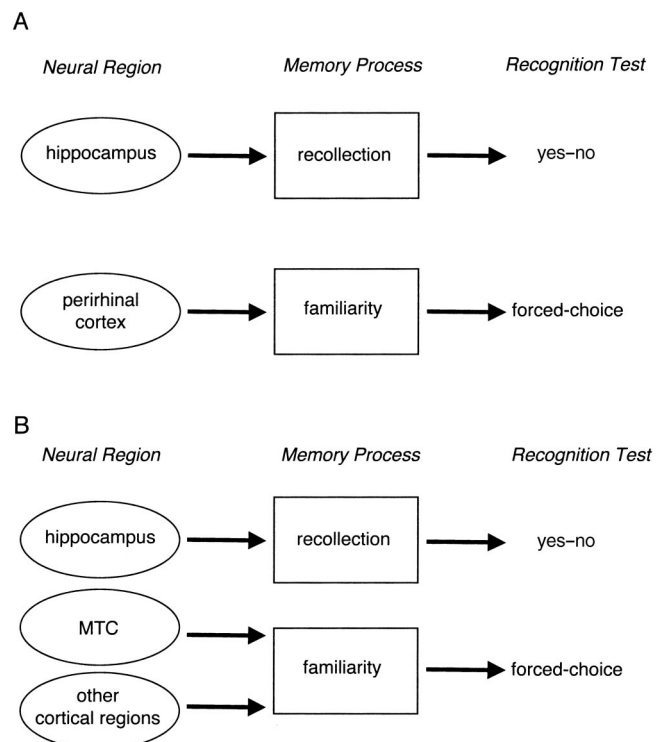 A
Neural Region Memory Process Recognition Test
hippocampus recollection yes–no
perirhinal
cortex
familiarity
forced-choice
B
Neural Region Memory Process Recognition Test
hippocampus recollection yes–no
MTC
familiarity
forced-choice
other
cortical regions